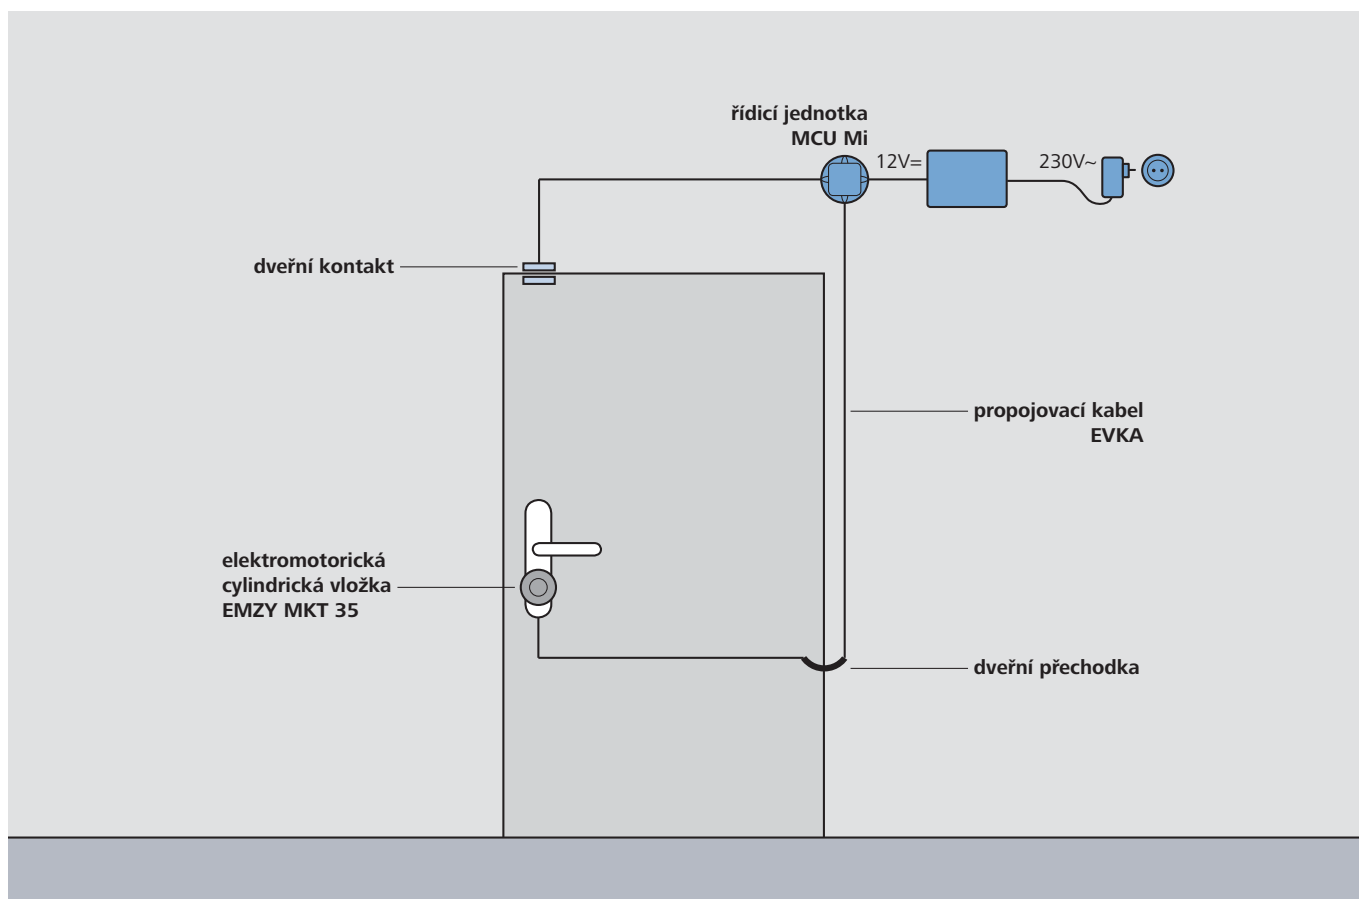 řídicí jednotka
MCU Mi
12V=
230V~
dveřní kontakt
propojovací kabel
EVKA
elektromotorická
cylindrická vložka
EMZY MKT 35
dveřní přechodka